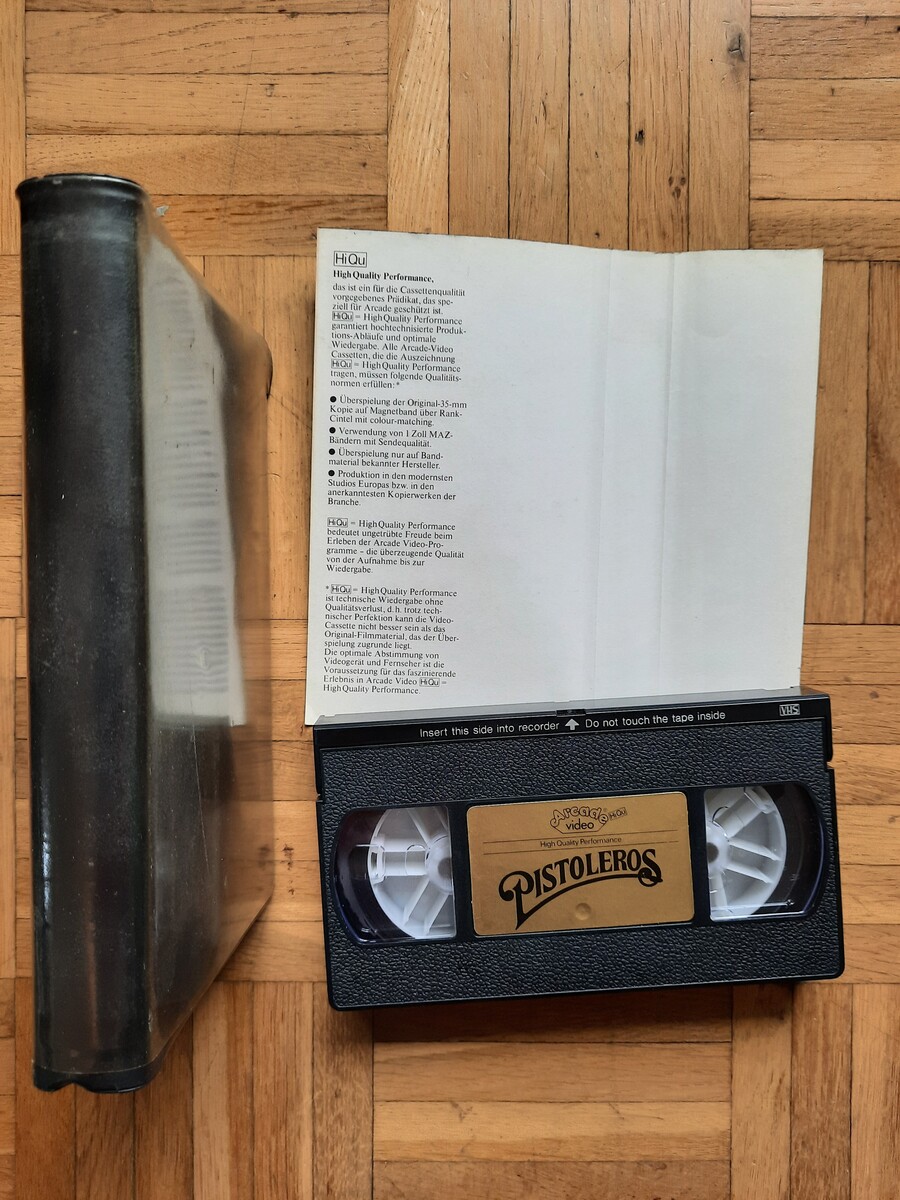 HiQu
High Quality Performance,
das ist ein für die Cassettenqualität
vorgegebenes Prädikat, das spe-
ziell für Arcade geschützt ist.
HiQu = High Quality Performance
garantiert hochtechnisierte Produk-
tions-Abläufe und optimale
Wiedergabe. Alle Arcade-Video
Cassetten, die die Auszeichnung
HiQu = High Quality Performance
tragen, müssen folgende Qualitäts-
normen erfüllen:*
● Überspielung der Original-35-mm
Kopie auf Magnetband über Rank-
Cintel mit colour-matching.
● Verwendung von 1 Zoll MAZ-
Bändern mit Sendequalität.
● Überspielung nur auf Band-
material bekannter Hersteller.
● Produktion in den modernsten
Studios Europas bzw. in den
anerkanntesten Kopierwerken der
Branche.
HiQu = High Quality Performance
bedeutet ungetrübte Freude beim
Erleben der Arcade Video-Pro-
gramme – die überzeugende Qualität
von der Aufnahme bis zur
Wiedergabe.
* HiQu = High Quality Performance
ist technische Wiedergabe ohne
Qualitätsverlust, d. h. trotz tech-
nischer Perfektion kann die Video-
Cassette nicht besser sein als das
Original-Filmmaterial, das der Über-
spielung zugrunde liegt.
Die optimale Abstimmung von
Videogerät und Fernseher ist die
Voraussetzung für das faszinierende
Erlebnis in Arcade Video HiQu =
High Quality Performance.
Insert this side into recorder Do not touch the tape inside VHS
Arcade® HiQu
video
High Quality Performance
PISTOLEROS